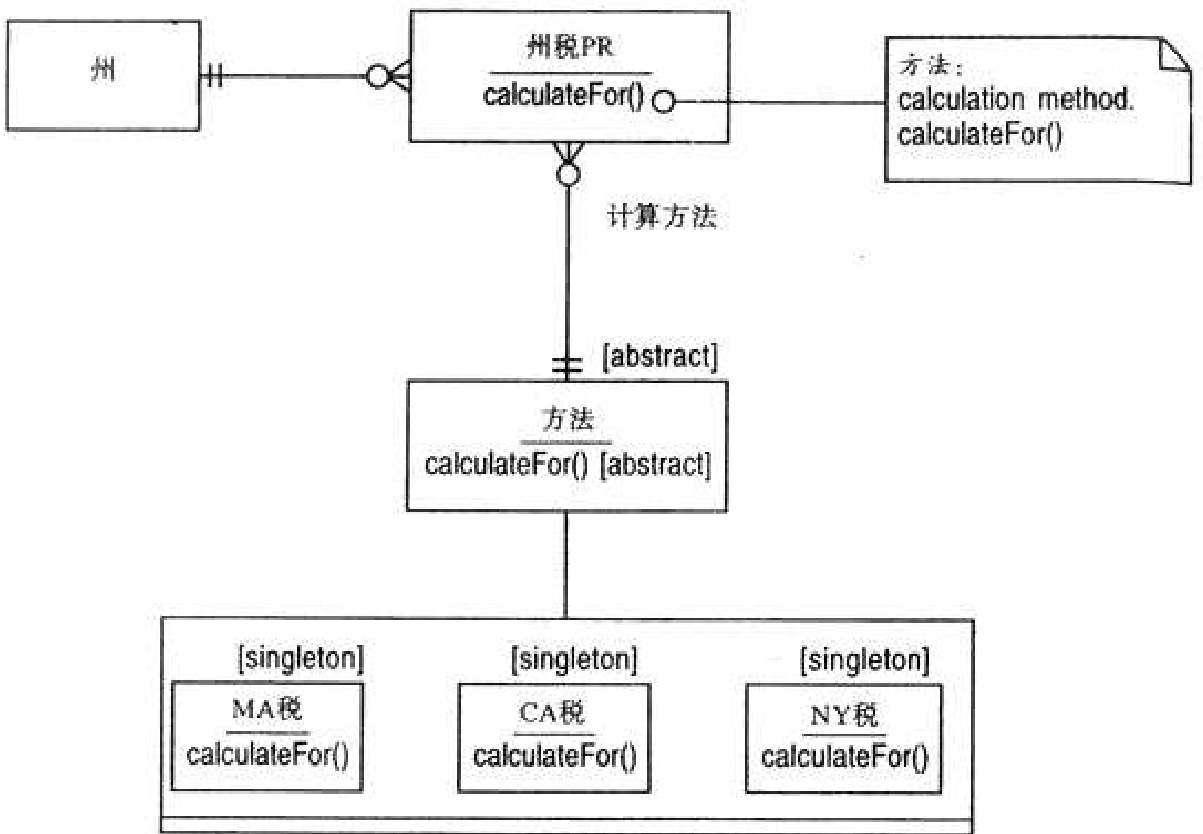 州
州税PR
calculateFor()
方法：
calculation method.
calculateFor()
计算方法
[abstract]
方法
calculateFor() [abstract]
[singleton]
MA税
calculateFor()
[singleton]
CA税
calculateFor()
[singleton]
NY税
calculateFor()